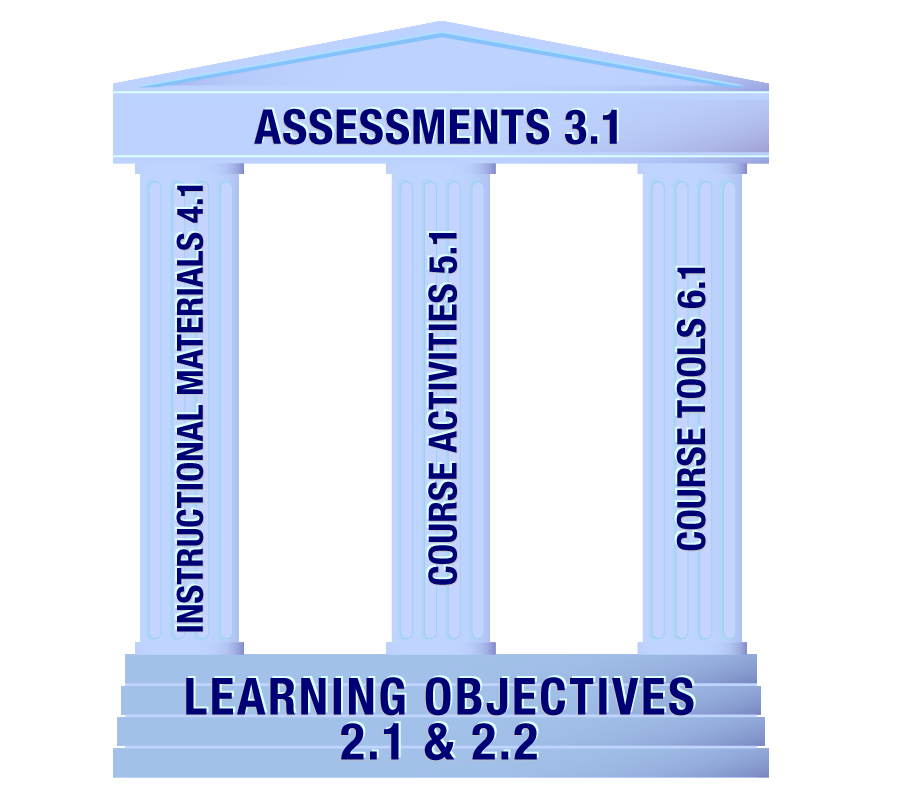 ASSESSMENTS 3.1
INSTRUCTIONAL MATERIALS 4.1
COURSE ACTIVITIES 5.1
COURSE TOOLS 6.1
LEARNING OBJECTIVES
2.1 & 2.2